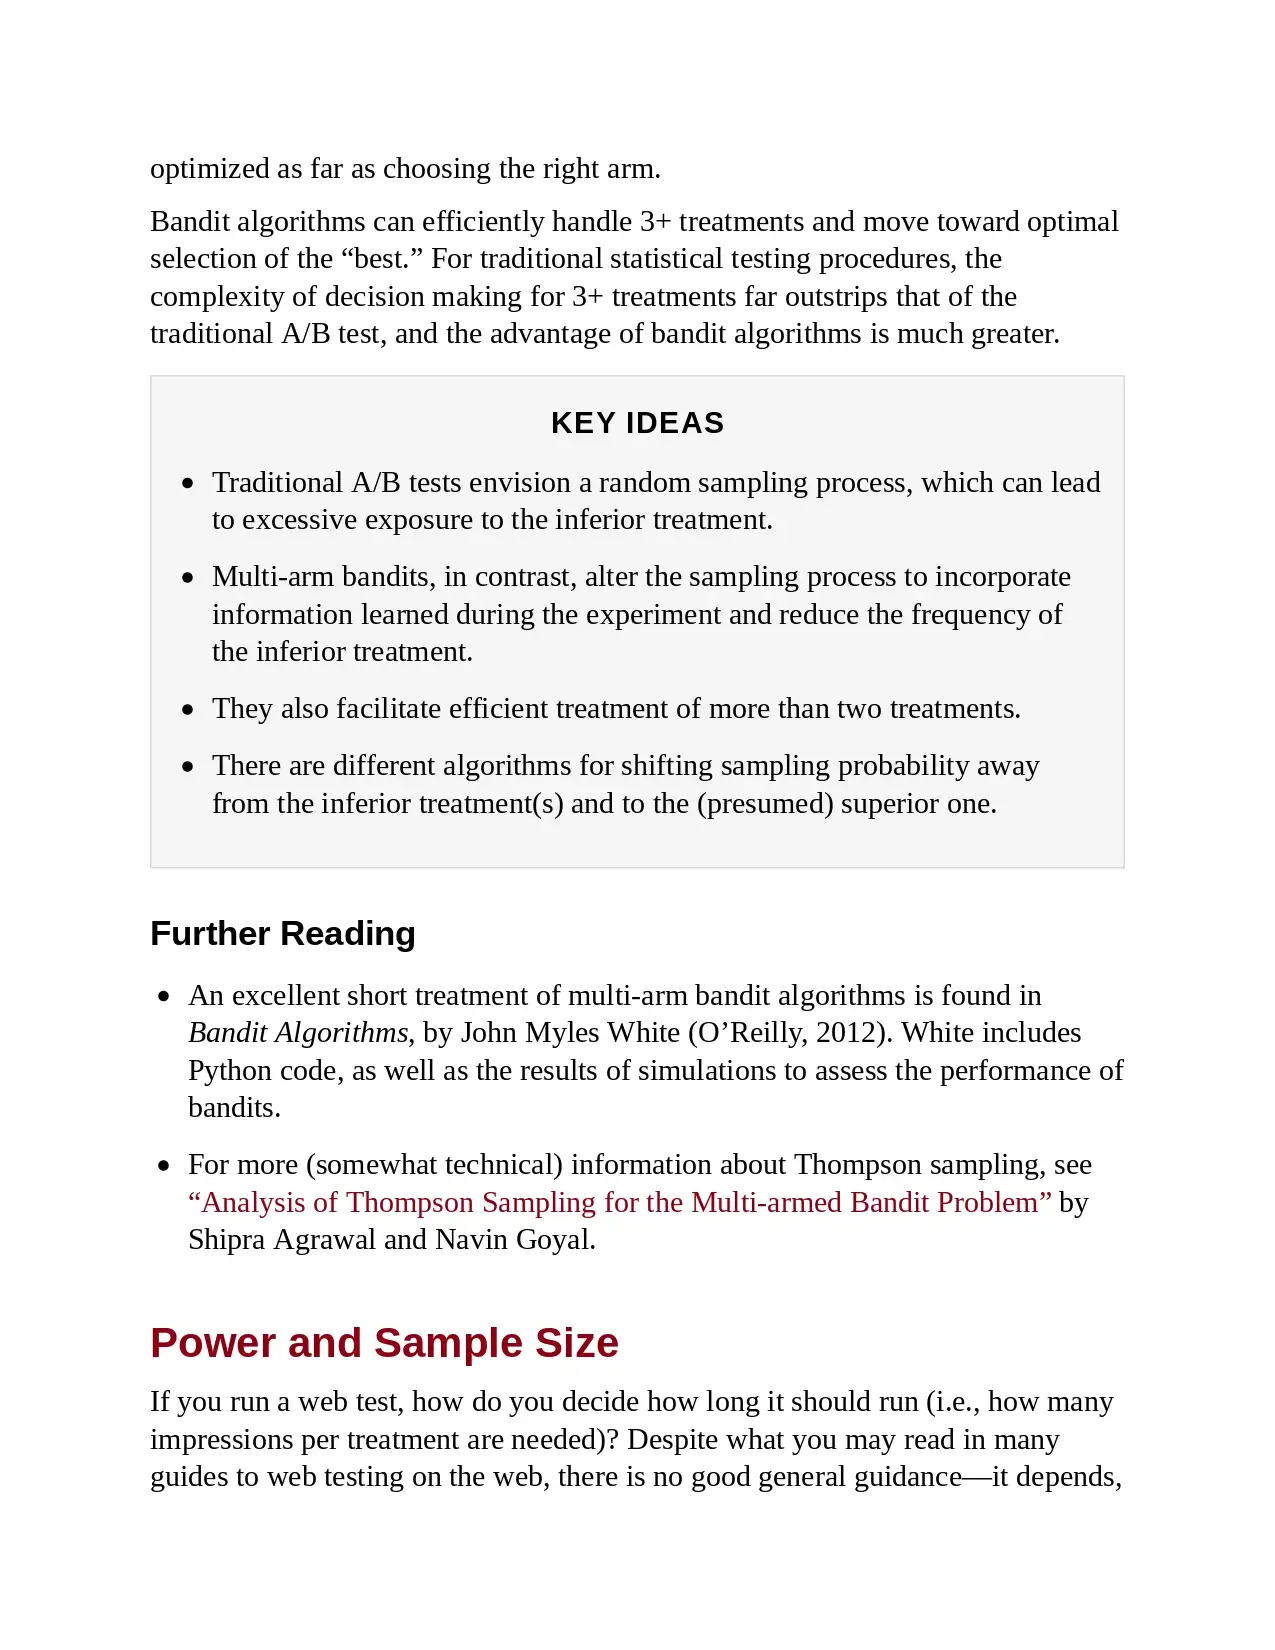 optimized as far as choosing the right arm.
Bandit algorithms can efficiently handle 3+ treatments and move toward optimal
selection of the “best.” For traditional statistical testing procedures, the
complexity of decision making for 3+ treatments far outstrips that of the
traditional A/B test, and the advantage of bandit algorithms is much greater.
KEY IDEAS
• Traditional A/B tests envision a random sampling process, which can lead
to excessive exposure to the inferior treatment.
• Multi-arm bandits, in contrast, alter the sampling process to incorporate
information learned during the experiment and reduce the frequency of
the inferior treatment.
• They also facilitate efficient treatment of more than two treatments.
• There are different algorithms for shifting sampling probability away
from the inferior treatment(s) and to the (presumed) superior one.
Further Reading
• An excellent short treatment of multi-arm bandit algorithms is found in
Bandit Algorithms, by John Myles White (O’Reilly, 2012). White includes
Python code, as well as the results of simulations to assess the performance of
bandits.
• For more (somewhat technical) information about Thompson sampling, see
“Analysis of Thompson Sampling for the Multi-armed Bandit Problem” by
Shipra Agrawal and Navin Goyal.
Power and Sample Size
If you run a web test, how do you decide how long it should run (i.e., how many
impressions per treatment are needed)? Despite what you may read in many
guides to web testing on the web, there is no good general guidance—it depends,